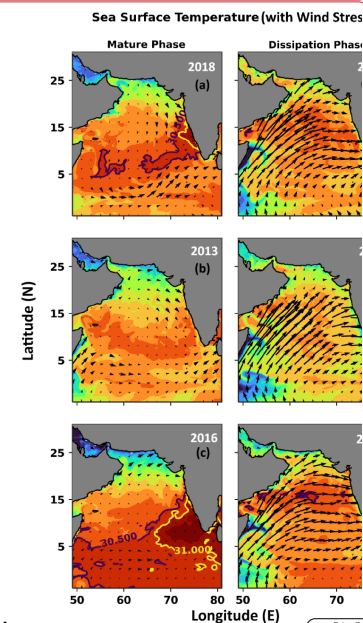 Sea Surface Temperature (with Wind Stres
Mature Phase
Dissipation Phase
2018
(a)
25
15
5
2013
(b)
25
15
5
2016
(c)
25
15
5
30.500
31.000
50 60 70 80
50 60
Latitude (N)
Longitude (E)